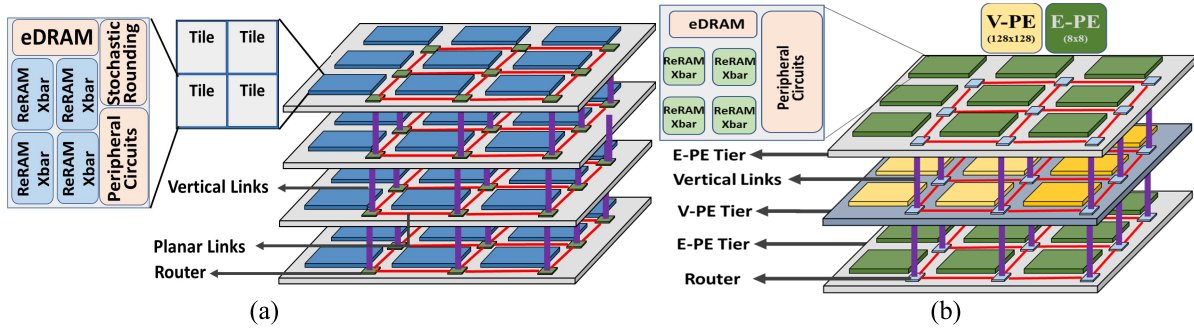 eDRAM
ReRAM
Xbar
ReRAM
Xbar
Stochastic
Rounding
ReRAM
Xbar
ReRAM
Xbar
Peripheral
Circuits
Tile
Tile
Tile
Tile
Vertical Links
Planar Links
Router
(a)
eDRAM
ReRAM
Xbar
ReRAM
Xbar
ReRAM
Xbar
ReRAM
Xbar
Peripheral
Circuits
V-PE
(128x128)
E-PE
(8x8)
E-PE Tier
Vertical Links
V-PE Tier
E-PE Tier
Router
(b)